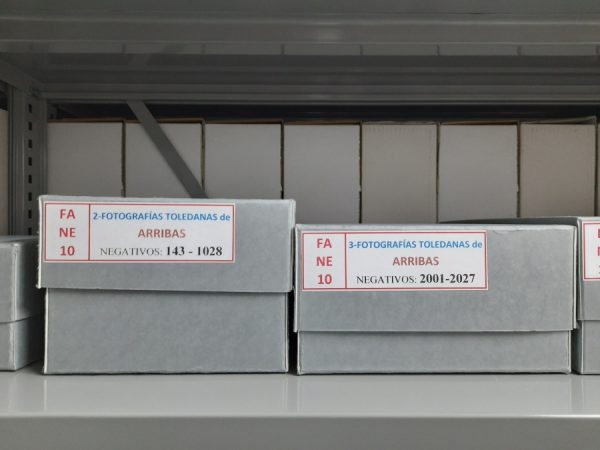 FA
NE
10
2-FOTOGRAFÍAS TOLEDANAS de
ARRIBAS
NEGATIVOS: 143 - 1028
FA
NE
10
3-FOTOGRAFÍAS TOLEDANAS de
ARRIBAS
NEGATIVOS: 2001-2027